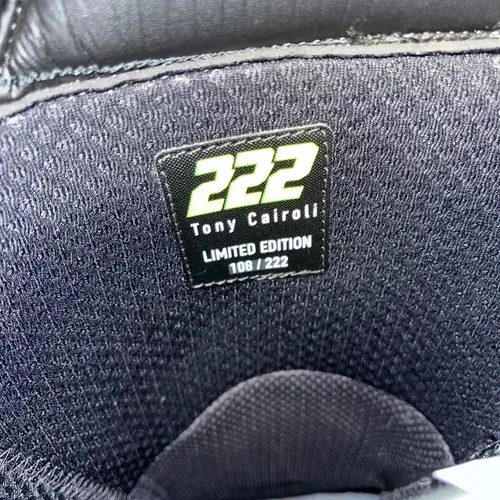 222
Tony Cairoli
LIMITED EDITION
108 / 222